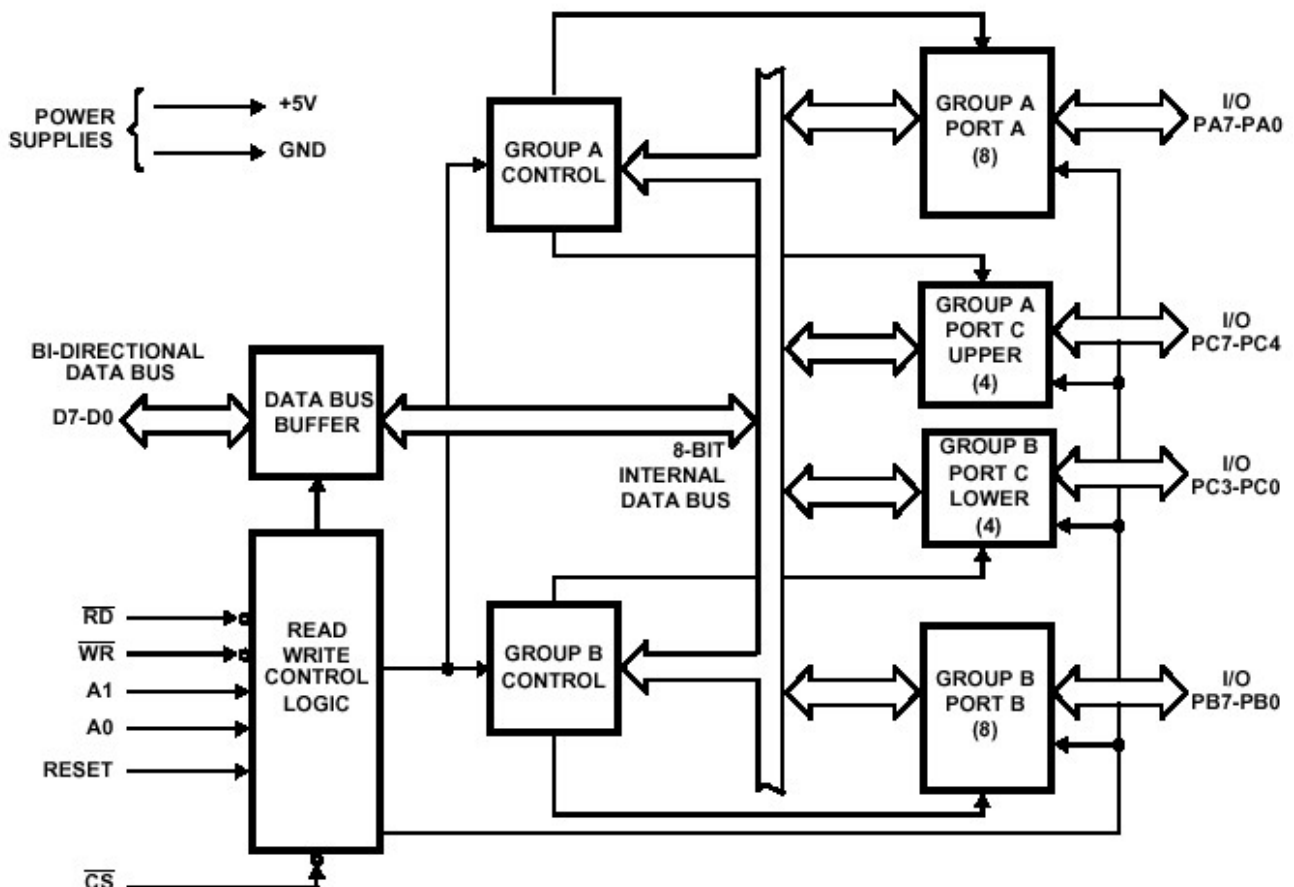 POWER
SUPPLIES
+5V
GND
BI-DIRECTIONAL
DATA BUS
D7-D0
DATA BUS
BUFFER
RD
WR
A1
A0
RESET
CS
READ
WRITE
CONTROL
LOGIC
GROUP A
CONTROL
GROUP B
CONTROL
8-BIT
INTERNAL
DATA BUS
GROUP A
PORT A
(8)
I/O
PA7-PA0
GROUP A
PORT C
UPPER
(4)
I/O
PC7-PC4
GROUP B
PORT C
LOWER
(4)
I/O
PC3-PC0
GROUP B
PORT B
(8)
I/O
PB7-PB0